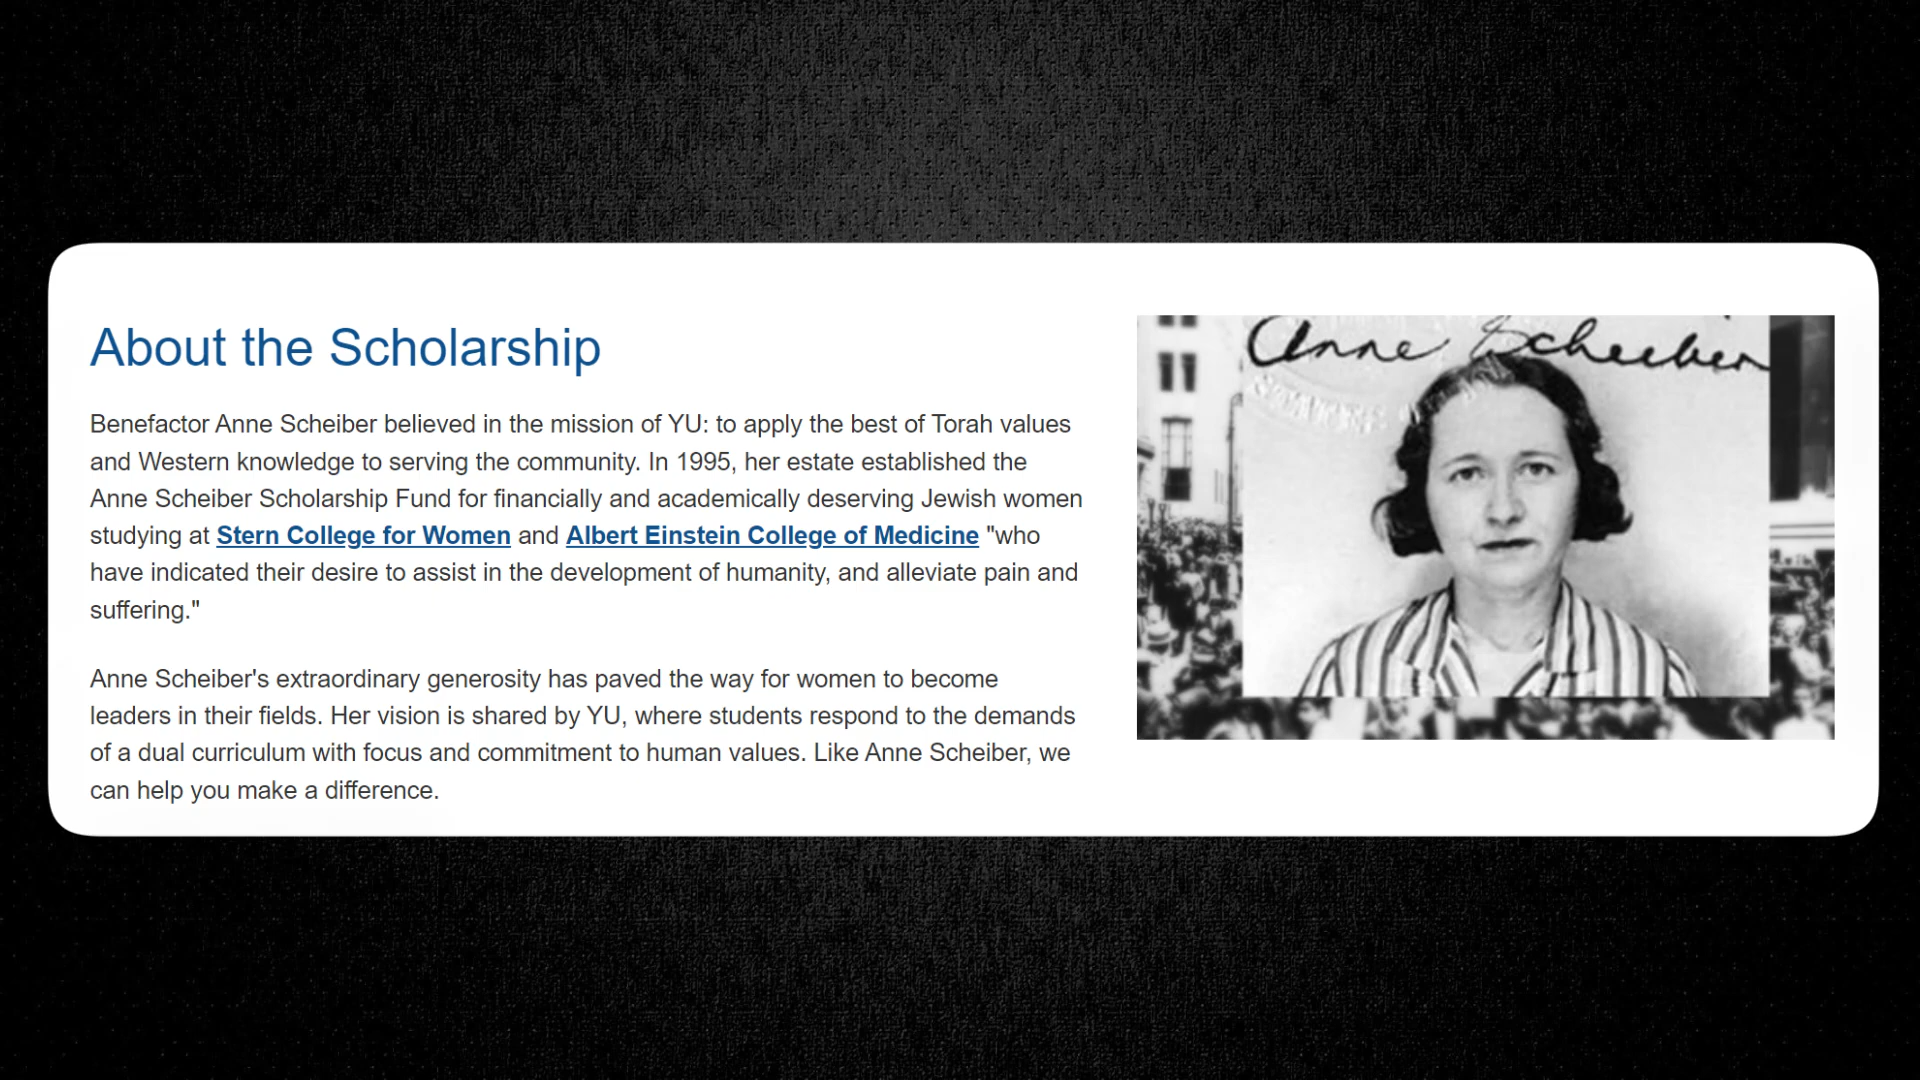 Anne Scheiber
About the Scholarship
Benefactor Anne Scheiber believed in the mission of YU: to apply the best of Torah values
and Western knowledge to serving the community. In 1995, her estate established the
Anne Scheiber Scholarship Fund for financially and academically deserving Jewish women
studying at Stern College for Women and Albert Einstein College of Medicine "who
have indicated their desire to assist in the development of humanity, and alleviate pain and
suffering."
Anne Scheiber's extraordinary generosity has paved the way for women to become
leaders in their fields. Her vision is shared by YU, where students respond to the demands
of a dual curriculum with focus and commitment to human values. Like Anne Scheiber, we
can help you make a difference.